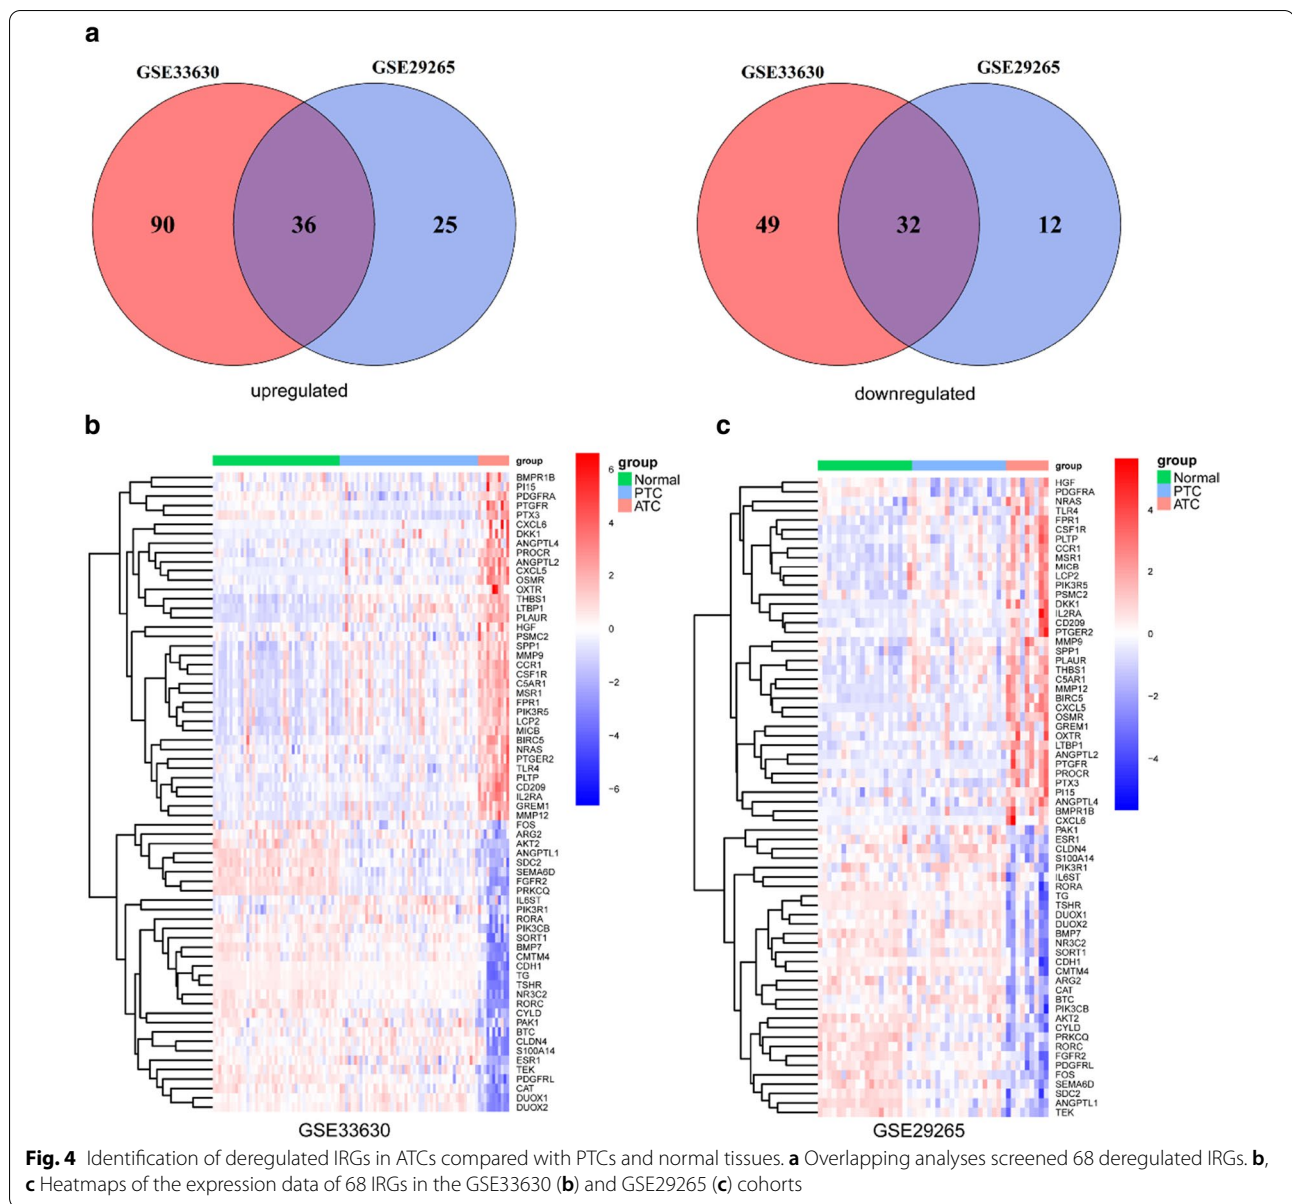 a
GSE33630
GSE29265
90
36
25
upregulated
GSE33630
GSE29265
49
32
12
downregulated
b
group
BMPR1B
PI15
PDGFRA
PTGFR
PTX3
CXCL6
DKK1
ANGPTL4
PROCR
ANGPTL2
CXCL5
OSMR
OXTR
THBS1
LTBP1
PLAUR
HGF
PSMC2
SPP1
MMP9
CCR1
CSF1R
C5AR1
MSR1
FPR1
PIK3R5
LCP2
MICB
BIRC5
NRAS
PTGER2
TLR4
PLTP
CD209
IL2RA
GREM1
MMP12
FOS
ARG2
AKT2
ANGPTL1
SDC2
SEMA6D
FGFR2
PRKCQ
IL6ST
PIK3R1
RORA
PIK3CB
SORT1
BMP7
CMTM4
CDH1
TG
TSHR
NR3C2
RORC
CYLD
PAK1
BTC
CLDN4
S100A14
ESR1
TEK
PDGFRL
CAT
DUOX1
DUOX2
6
4
2
0
−2
−4
−6
group
Normal
PTC
ATC
GSE33630
c
group
HGF
PDGFRA
NRAS
TLR4
FPR1
CSF1R
PLTP
CCR1
MSR1
MICB
LCP2
PIK3R5
PSMC2
DKK1
IL2RA
CD209
PTGER2
MMP9
SPP1
PLAUR
THBS1
C5AR1
MMP12
BIRC5
CXCL5
OSMR
GREM1
OXTR
LTBP1
ANGPTL2
PTGFR
PROCR
PTX3
PI15
ANGPTL4
BMPR1B
CXCL6
PAK1
ESR1
CLDN4
S100A14
PIK3R1
IL6ST
RORA
TG
TSHR
DUOX1
DUOX2
BMP7
NR3C2
SORT1
CDH1
CMTM4
ARG2
CAT
BTC
PIK3CB
AKT2
CYLD
PRKCQ
RORC
FGFR2
PDGFRL
FOS
SEMA6D
SDC2
ANGPTL1
TEK
4
2
0
−2
−4
group
Normal
PTC
ATC
GSE29265
Fig. 4 Identification of deregulated IRGs in ATCs compared with PTCs and normal tissues. a Overlapping analyses screened 68 deregulated IRGs. b,
c Heatmaps of the expression data of 68 IRGs in the GSE33630 (b) and GSE29265 (c) cohorts